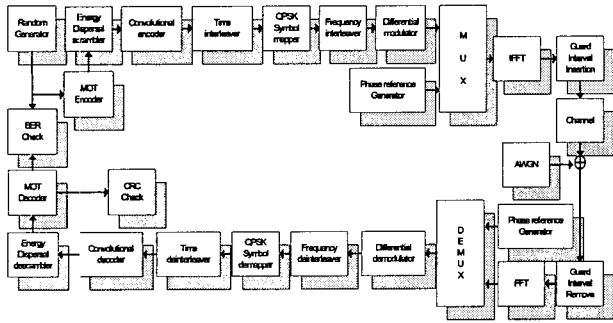 Random
Generator
Energy
Dispersal
scrambler
Convolutional
encoder
Time
interleaver
QPSK
Symbol
mapper
Frequency
interleaver
Differential
modulator
M
U
X
IFFT
Guard
Interval
Insertion
MOT
Encoder
Phase reference
Generator
BER
Check
Channel
AWGN
MOT
Decoder
CRC
Check
Phase reference
Generator
Energy
Dispersal
descrambler
Convolutional
decoder
Time
deinterleaver
QPSK
Symbol
demapper
Frequency
deinterleaver
Differential
demodulator
D
E
M
U
X
FFT
Guard
Interval
Remove